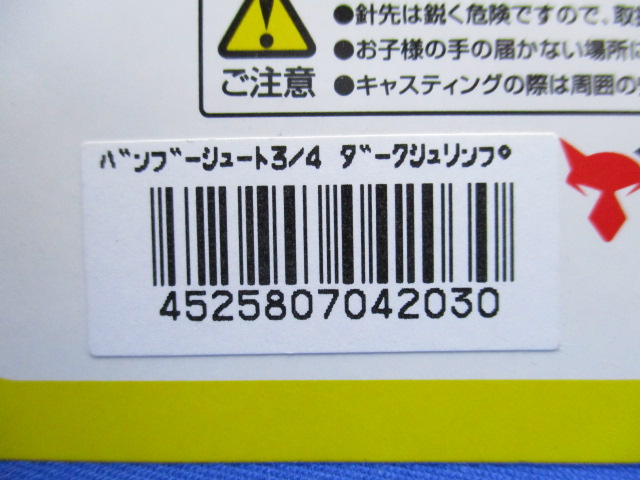 ●針先は鋭く危険ですので、取
●お子様の手の届かない場所に
ご注意
●キャスティングの際は周囲の
バンブーシュート3/4 ダークシュリンプ
4525807042030